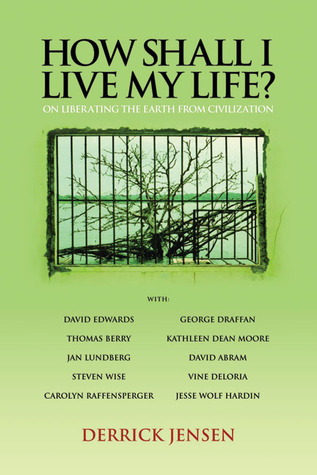 HOW SHALL I
LIVE MY LIFE?
ON LIBERATING THE EARTH FROM CIVILIZATION
WITH:
DAVID EDWARDS
THOMAS BERRY
JAN LUNDBERG
STEVEN WISE
CAROLYN RAFFENSPERGER
GEORGE DRAFFAN
KATHLEEN DEAN MOORE
DAVID ABRAM
VINE DELORIA
JESSE WOLF HARDIN
DERRICK JENSEN